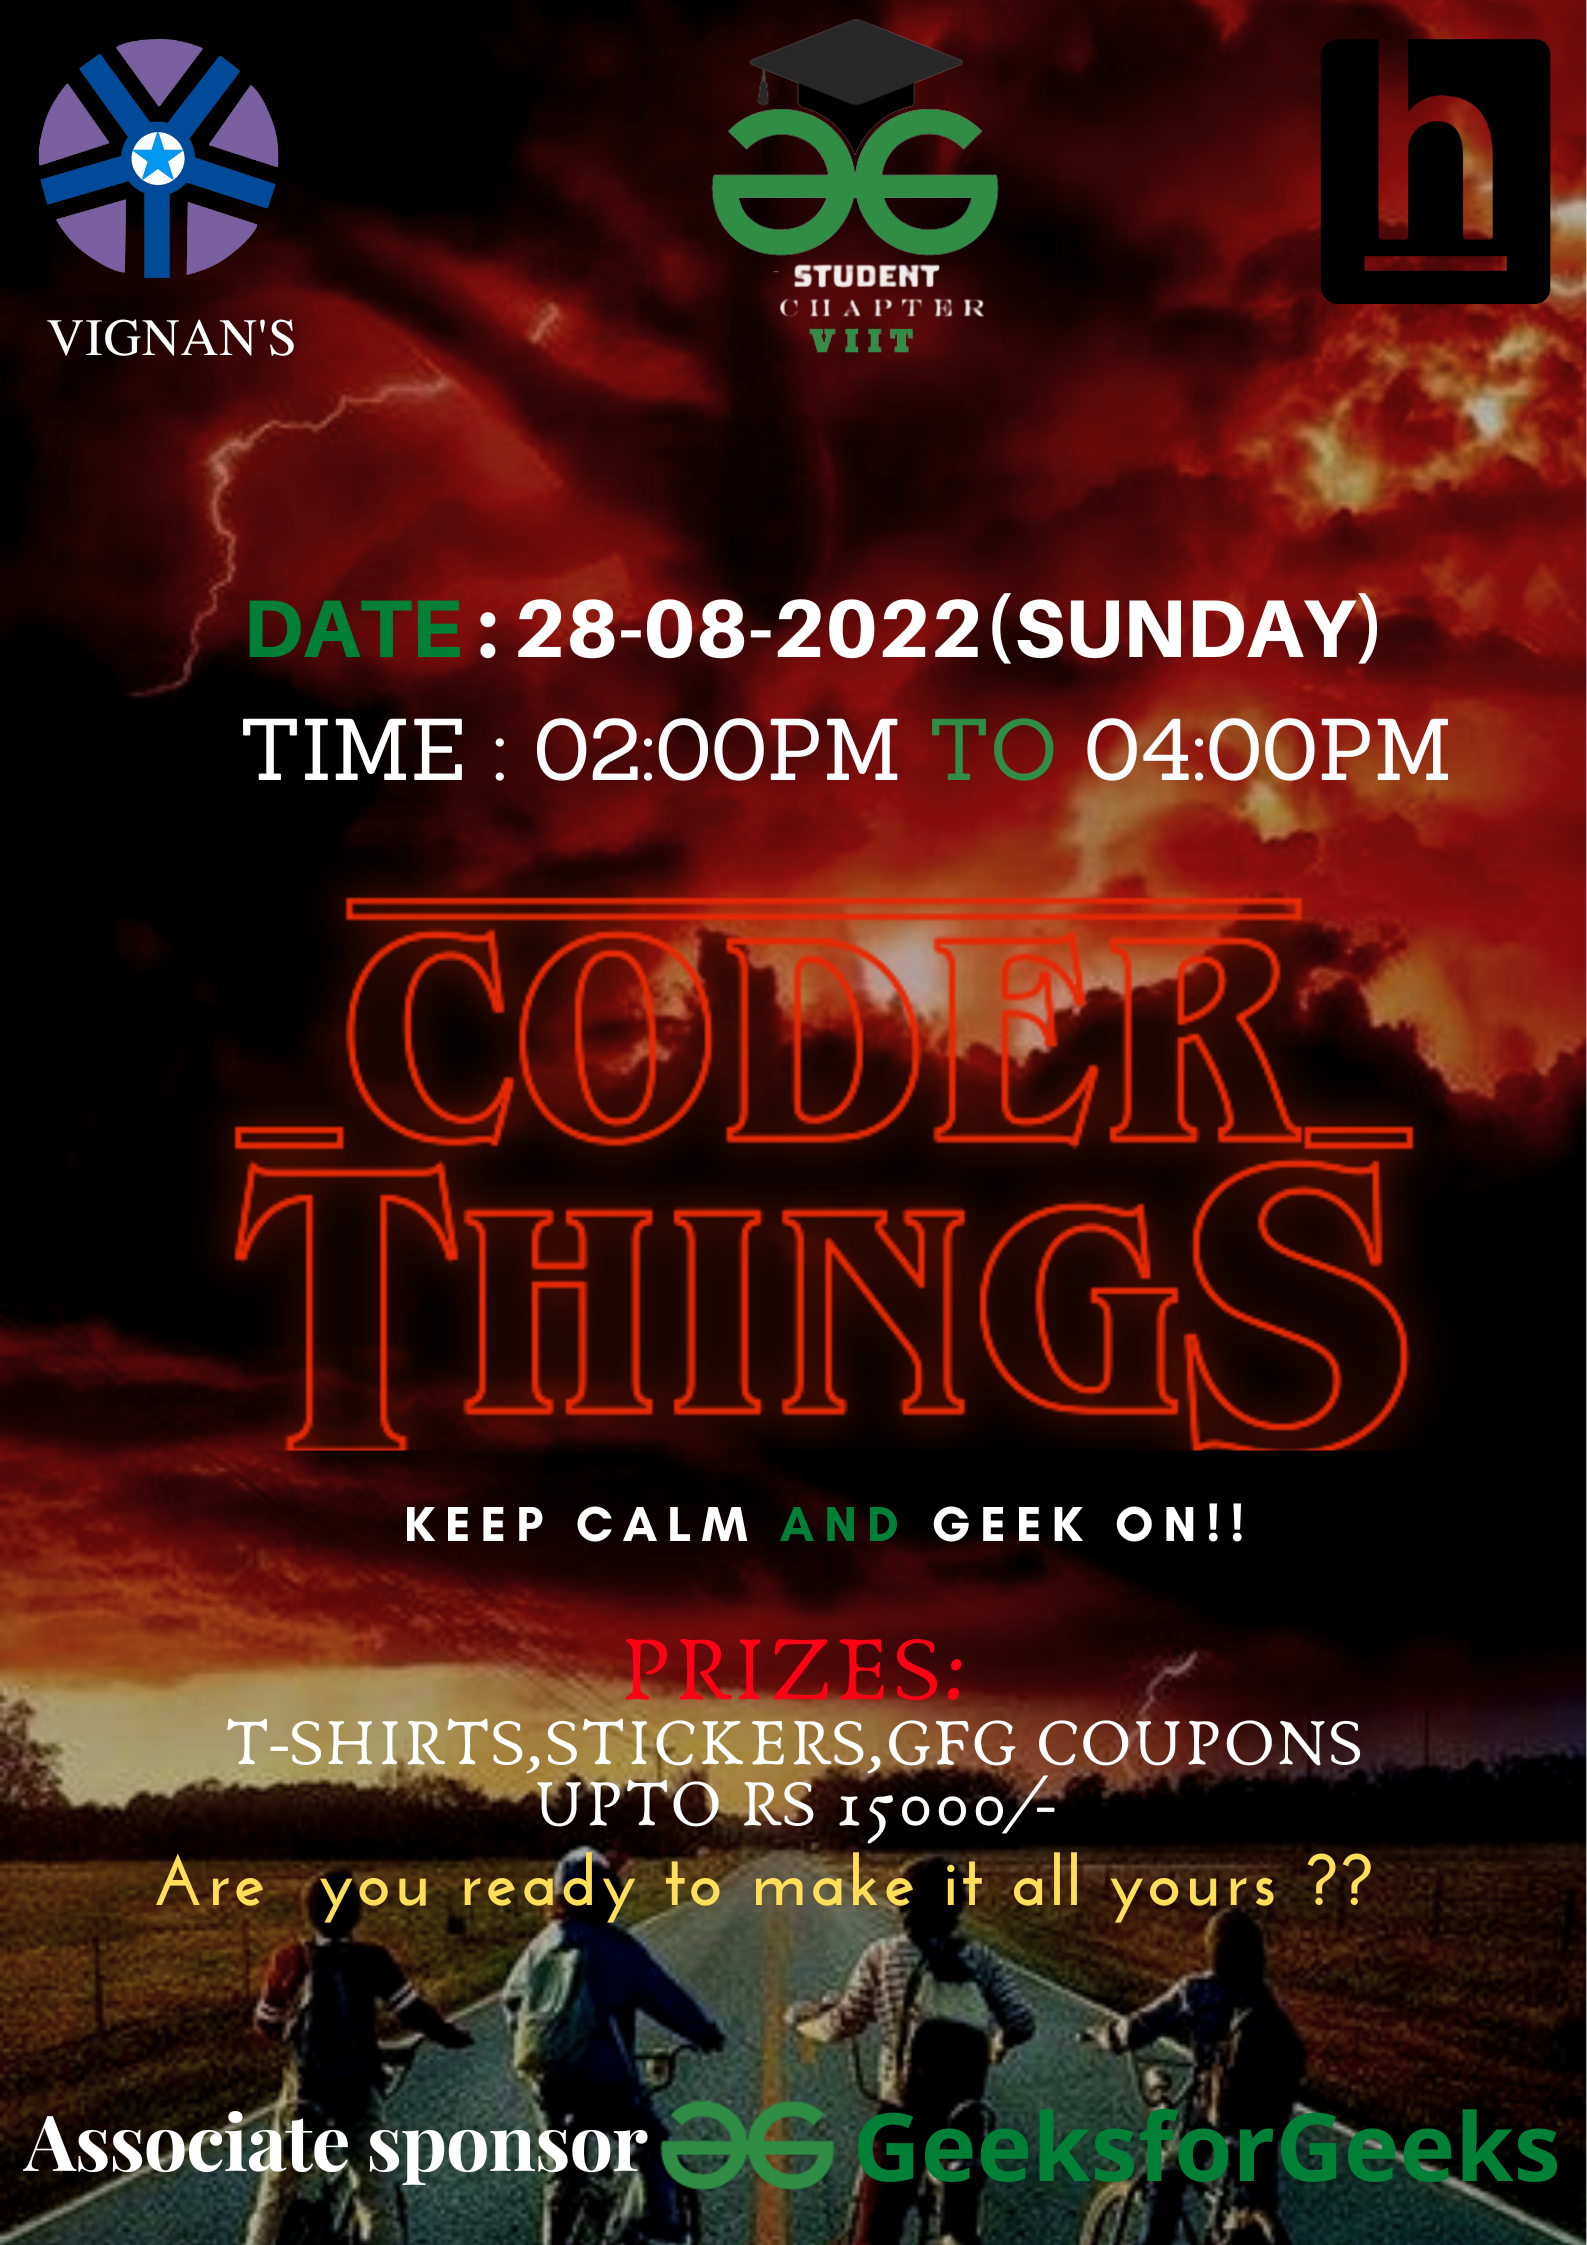 VIGNAN'S
STUDENT
CHAPTER
VIIT
h
DATE : 28-08-2022(SUNDAY)
TIME : 02:00PM TO 04:00PM
CODER
THINGS
KEEP CALM AND GEEK ON!!
PRIZES:
T-SHIRTS,STICKERS,GFG COUPONS
UPTO RS 15000/-
Are you ready to make it all yours ??
Associate sponsor GeeksforGeeks